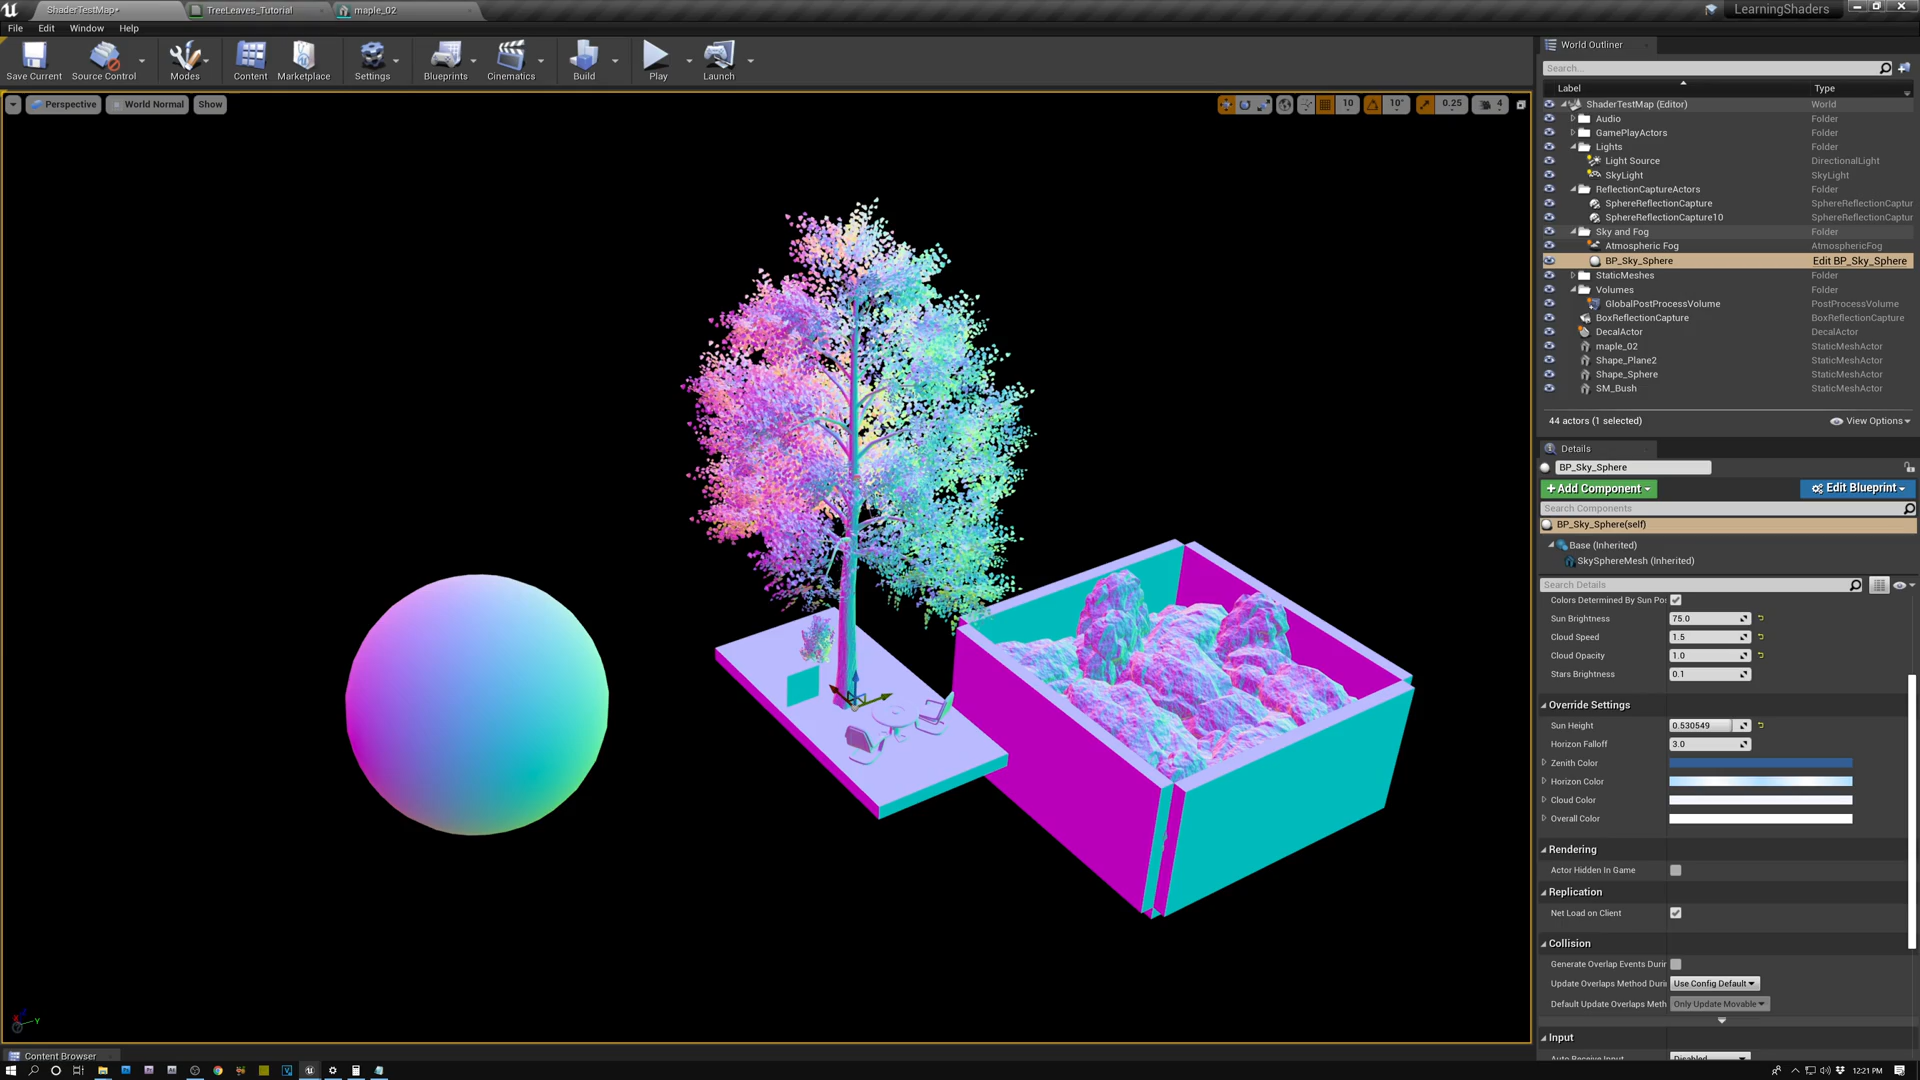 ShaderTestMap*
TreeLeaves_Tutorial
maple_02
LearningShaders
File Edit Window Help
Save Current
Source Control
Modes
Content
Marketplace
Settings
Blueprints
Cinematics
Build
Play
Launch
Perspective
World Normal
Show
10
10°
0.25
4
World Outliner
Search...
Label Type
ShaderTestMap (Editor) World
Audio Folder
GamePlayActors Folder
Lights Folder
Light Source DirectionalLight
SkyLight SkyLight
ReflectionCaptureActors Folder
SphereReflectionCapture SphereReflectionCaptur
SphereReflectionCapture10 SphereReflectionCaptur
Sky and Fog Folder
Atmospheric Fog AtmosphericFog
BP_Sky_Sphere Edit BP_Sky_Sphere
StaticMeshes Folder
Volumes Folder
GlobalPostProcessVolume PostProcessVolume
BoxReflectionCapture BoxReflectionCapture
DecalActor DecalActor
maple_02 StaticMeshActor
Shape_Plane2 StaticMeshActor
Shape_Sphere StaticMeshActor
SM_Bush StaticMeshActor
44 actors (1 selected)
View Options
Details
BP_Sky_Sphere
+Add Component
Edit Blueprint
Search Components
BP_Sky_Sphere(self)
Base (Inherited)
SkySphereMesh (Inherited)
Search Details
Colors Determined By Sun Pos
Sun Brightness 75.0
Cloud Speed 1.5
Cloud Opacity 1.0
Stars Brightness 0.1
Override Settings
Sun Height 0.530549
Horizon Falloff 3.0
Zenith Color
Horizon Color
Cloud Color
Overall Color
Rendering
Actor Hidden In Game
Replication
Net Load on Client
Collision
Generate Overlap Events Durin
Update Overlaps Method Durin Use Config Default
Default Update Overlaps Meth Only Update Movable
Input
Auto Receive Input Disabled
Y
Content Browser
12:21 PM